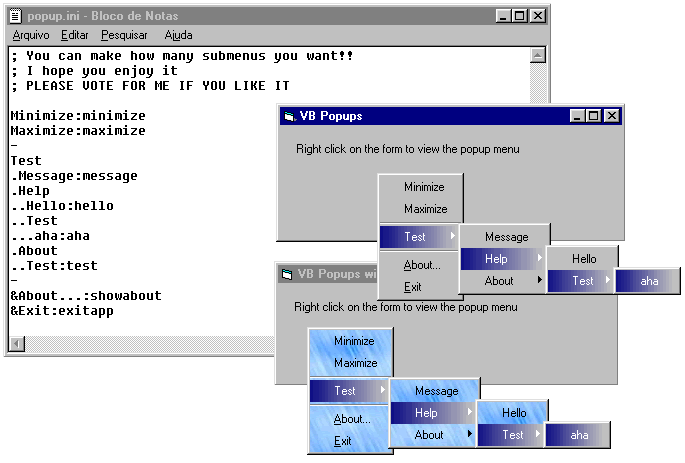 popup.ini - Bloco de Notas
Arquivo Editar Pesquisar Ajuda
; You can make how many submenus you want!!
; I hope you enjoy it
; PLEASE VOTE FOR ME IF YOU LIKE IT
Minimize:minimize
Maximize:maximize
-
Test
.Message:message
.Help
..Hello:hello
..Test
...aha:aha
.About
..Test:test
-
&About...:showabout
&Exit:exitapp
VB Popups
Right click on the form to view the popup menu
Minimize
Maximize
Test
About...
Exit
Message
Help
About
Hello
Test
aha
VB Popups wi
Right click on the form to view the popup menu
Minimize
Maximize
Test
About...
Exit
Message
Help
About
Hello
Test
aha